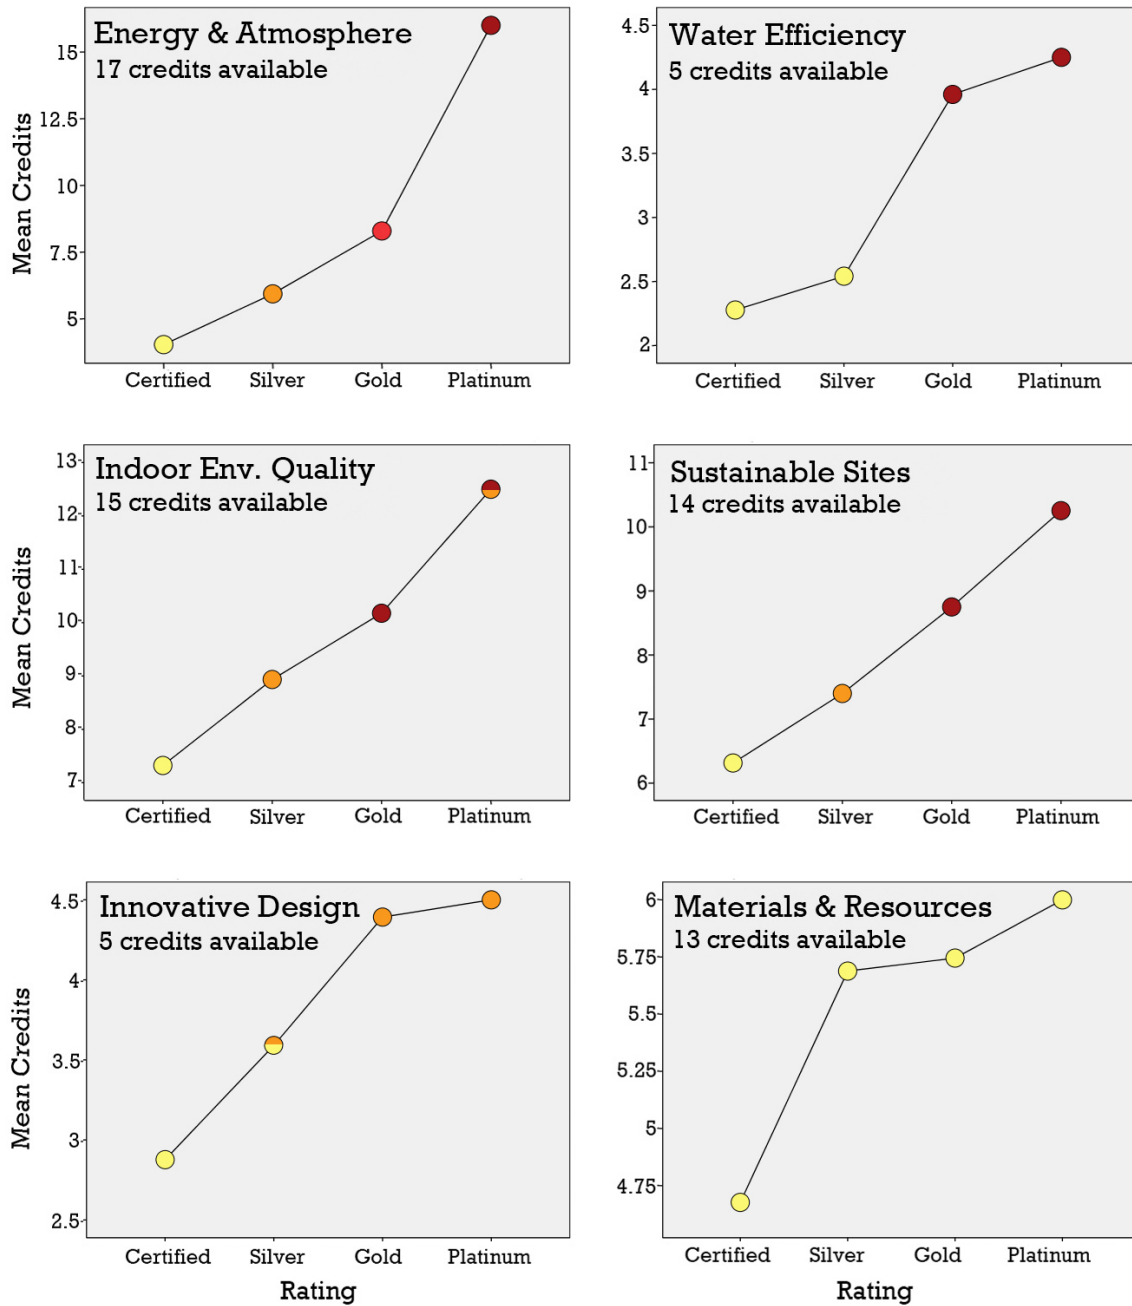 Energy & Atmosphere
17 credits available
Mean Credits
15
12.5
10
7.5
5
Certified Silver Gold Platinum
Water Efficiency
5 credits available
4.5
4
3.5
3
2.5
2
Certified Silver Gold Platinum
Indoor Env. Quality
15 credits available
Mean Credits
13
12
11
10
9
8
7
Certified Silver Gold Platinum
Sustainable Sites
14 credits available
11
10
9
8
7
6
Certified Silver Gold Platinum
Innovative Design
5 credits available
Mean Credits
4.5
4
3.5
3
2.5
Certified Silver Gold Platinum
Rating
Materials & Resources
13 credits available
6
5.75
5.5
5.25
5
4.75
Certified Silver Gold Platinum
Rating